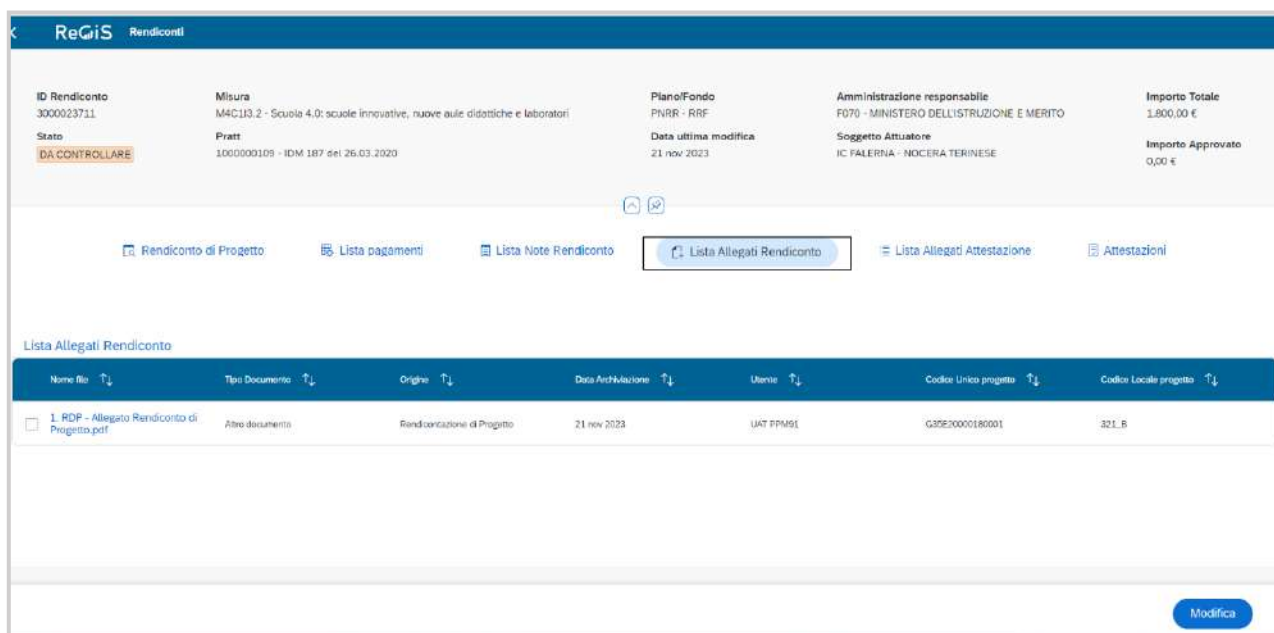 ReGiS Rendiconti
ID Rendiconto Misura Piano/Fondo Amministrazione responsabile Importo Totale
3000023711 M4C1I3.2 - Scuola 4.0: scuole innovative, nuove aule didattiche e laboratori PNRR - RRF F070 - MINISTERO DELL'ISTRUZIONE E MERITO 1.800,00 €
Stato Pratt Data ultima modifica Soggetto Attuatore Importo Approvato
DA CONTROLLARE 1000000109 - IDM 187 del 26.03.2020 21 nov 2023 IC FALERNA - NOCERA TERINESE 0,00 €
Rendiconto di Progetto Lista pagamenti Lista Note Rendiconto Lista Allegati Rendiconto Lista Allegati Attestazione Attestazioni
Lista Allegati Rendiconto
Nome file Tipo Documento Origine Data Archiviazione Utente Codice Unico progetto Codice Locale progetto
1. RDP - Allegato Rendiconto di
Progetto.pdf Altro documento Rendicontazione di Progetto 21 nov 2023 UAT PPM91 G35E20000180001 321_B
Modifica